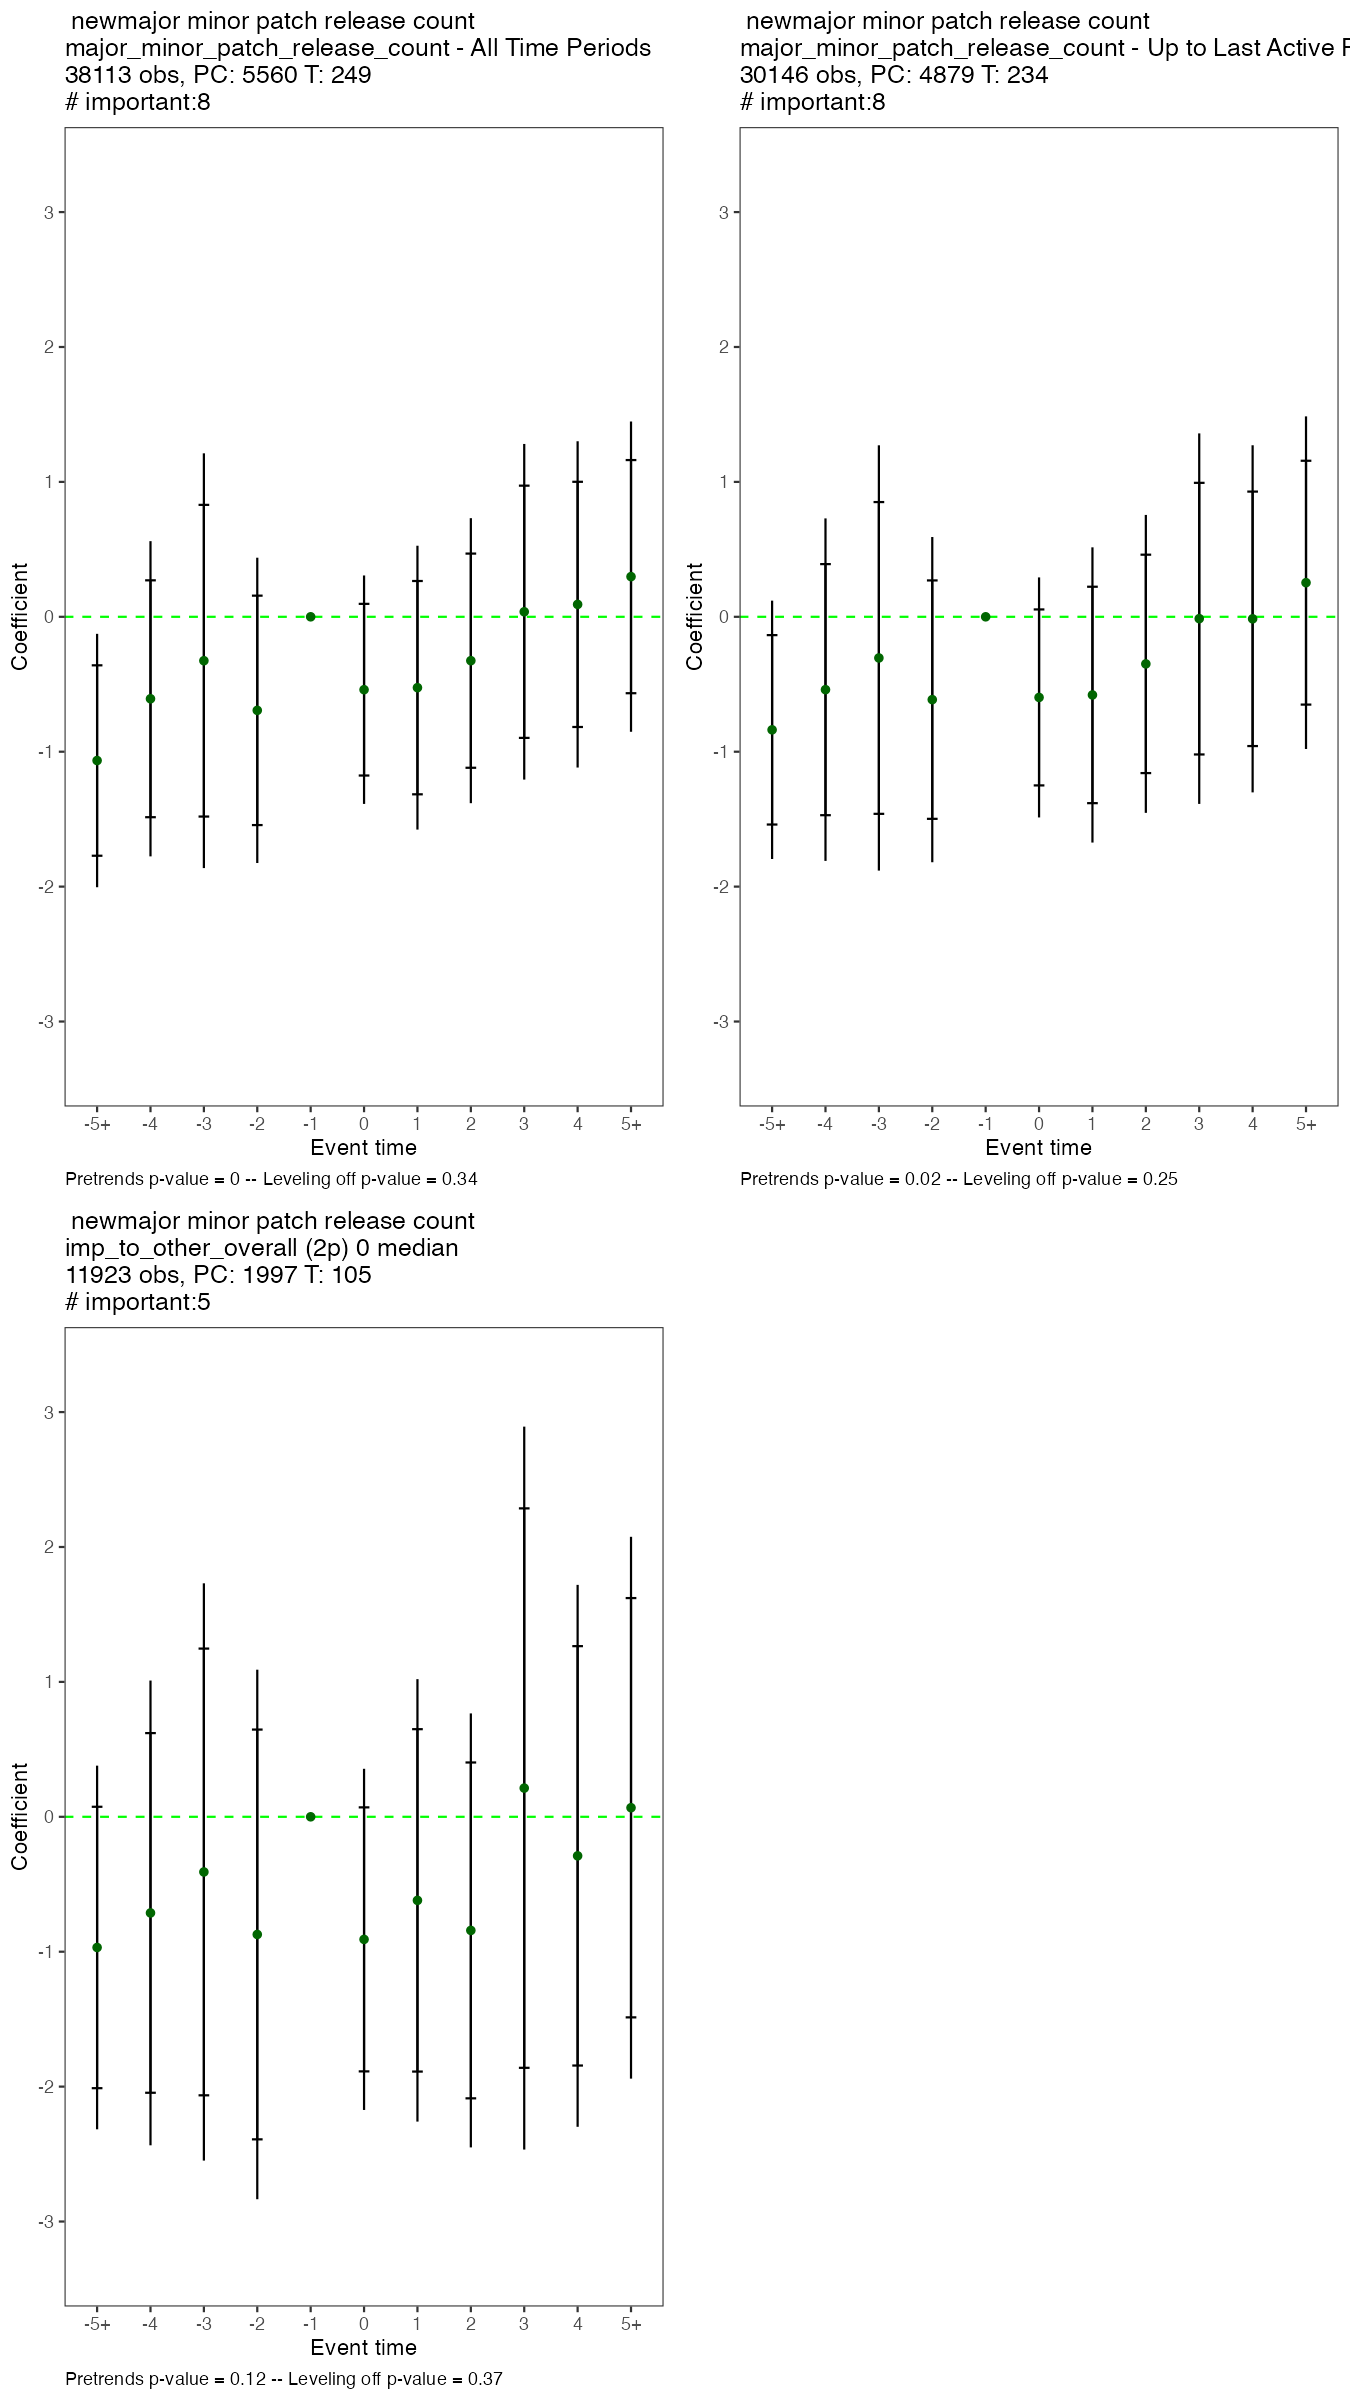 newmajor minor patch release count
major_minor_patch_release_count - All Time Periods
38113 obs, PC: 5560 T: 249
# important:8
3
2
1
0
-1
-2
-3
Coefficient
-5+ -4 -3 -2 -1 0 1 2 3 4 5+
Event time
Pretrends p-value = 0 -- Leveling off p-value = 0.34
newmajor minor patch release count
major_minor_patch_release_count - Up to Last Active
30146 obs, PC: 4879 T: 234
# important:8
3
2
1
0
-1
-2
-3
Coefficient
-5+ -4 -3 -2 -1 0 1 2 3 4 5+
Event time
Pretrends p-value = 0.02 -- Leveling off p-value = 0.25
newmajor minor patch release count
imp_to_other_overall (2p) 0 median
11923 obs, PC: 1997 T: 105
# important:5
3
2
1
0
-1
-2
-3
Coefficient
-5+ -4 -3 -2 -1 0 1 2 3 4 5+
Event time
Pretrends p-value = 0.12 -- Leveling off p-value = 0.37